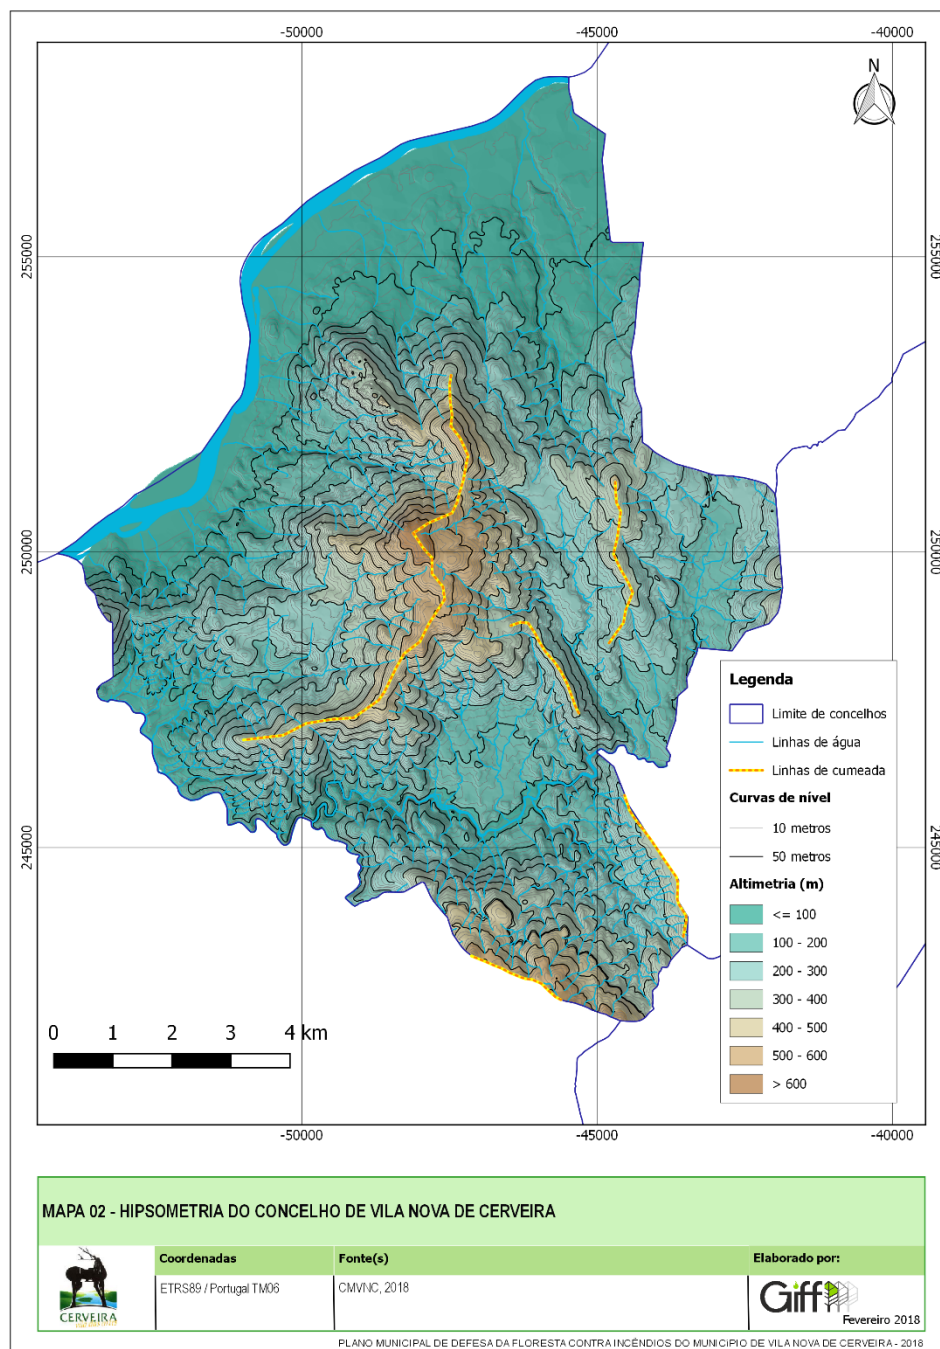 -50000
-45000
-40000
N
255000
255000
250000
250000
245000
245000
Legenda
Limite de concelhos
Linhas de água
Linhas de cumeada
Curvas de nível
10 metros
50 metros
Altimetria (m)
<= 100
100 - 200
200 - 300
300 - 400
400 - 500
500 - 600
> 600
0 1 2 3 4 km
-50000
-45000
-40000
MAPA 02 - HIPSOMETRIA DO CONCELHO DE VILA NOVA DE CERVEIRA
Coordenadas
Fonte(s)
Elaborado por:
ETRS89 / Portugal TM06
CMVNC, 2018
CERVEIRA
Giff
Fevereiro 2018
PLANO MUNICIPAL DE DEFESA DA FLORESTA CONTRA INCÊNDIOS DO MUNICÍPIO DE VILA NOVA DE CERVEIRA - 2018